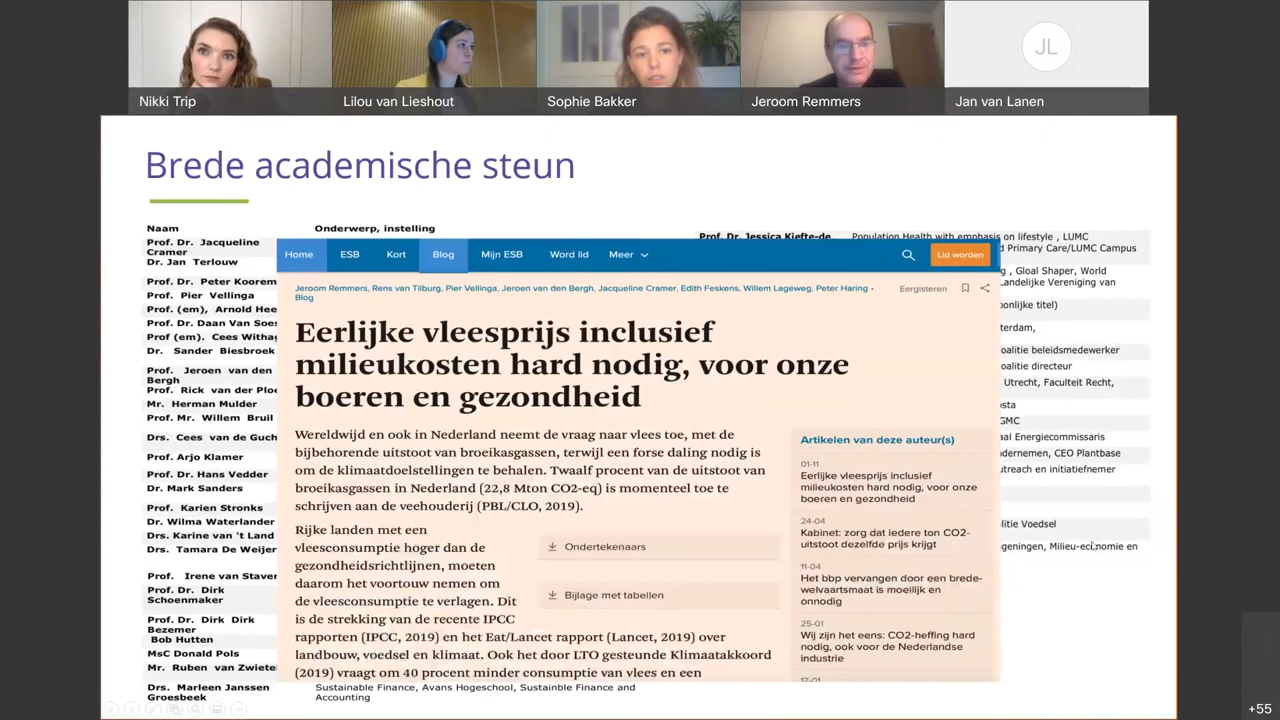 Nikki Trip
Lilou van Lieshout
Sophie Bakker
Jeroom Remmers
JL
Jan van Lanen
Brede academische steun
Naam
Onderwerp, instelling
Prof. Dr. Jacqueline
Cramer
Dr. Jan Terlouw
Prof. Dr. Peter Koorem
Prof. Pier Vellinga
Prof. (em), Arnold Hee
Prof. Dr. Daan Van Soes
Prof (em). Cees Withag
Dr. Sander Biesbroek
Prof. Jeroen van den
Bergh
Prof. Rick van der Ploe
Mr. Herman Mulder
Prof. Mr. Willem Bruil
Drs. Cees van de Guch
Prof. Arjo Klamer
Prof. Dr. Hans Vedder
Dr. Mark Sanders
Prof. Karien Stronks
Dr. Wilma Waterlander
Drs. Karine van 't Land
Drs. Tamara De Weijer
Prof. Irene van Staver
Prof. Dr. Dirk
Schoenmaker
Prof. Dr. Dirk Dirk
Bezemer
Bob Hutten
MsC Donald Pols
Mr. Ruben van Zwieter
Drs. Marleen Janssen
Groesbeek
Sustainable Finance, Avans Hogeschool, Sustainble Finance and
Accounting
Home
ESB
Kort
Blog
Mijn ESB
Word lid
Meer
Lid worden
Jeroom Remmers, Rens van Tilburg, Pier Vellinga, Jeroen van den Bergh, Jacqueline Cramer, Edith Feskens, Willem Lageweg, Peter Haring •
Blog
Eergisteren
Eerlijke vleesprijs inclusief
milieukosten hard nodig, voor onze
boeren en gezondheid
Wereldwijd en ook in Nederland neemt de vraag naar vlees toe, met de
bijbehorende uitstoot van broeikasgassen, terwijl een forse daling nodig is
om de klimaatdoelstellingen te behalen. Twaalf procent van de uitstoot van
broeikasgassen in Nederland (22,8 Mton CO2-eq) is momenteel toe te
schrijven aan de veehouderij (PBL/CLO, 2019).
Rijke landen met een
vleesconsumptie hoger dan de
gezondheidsrichtlijnen, moeten
daarom het voortouw nemen om
de vleesconsumptie te verlagen. Dit
is de strekking van de recente IPCC
rapporten (IPCC, 2019) en het Eat/Lancet rapport (Lancet, 2019) over
landbouw, voedsel en klimaat. Ook het door LTO gesteunde Klimaatakkoord
(2019) vraagt om 40 procent minder consumptie van vlees en een
Ondertekenaars
Bijlage met tabellen
Artikelen van deze auteur(s)
01-11
Eerlijke vleesprijs inclusief
milieukosten hard nodig, voor onze
boeren en gezondheid
24-04
Kabinet: zorg dat iedere ton CO2-
uitstoot dezelfde prijs krijgt
11-04
Het bbp vervangen door een brede-
welvaartsmaat is moeilijk en
onnodig
25-01
Wij zijn het eens: CO2-heffing hard
nodig, ook voor de Nederlandse
industrie
Prof. Dr. Jessica Kiefte-de
Population Health with emphasis on lifestyle , LUMC
d Primary Care/LUMC Campus
g , Gloal Shaper, World
Landelijke Vereniging van
oonlijke titel)
terdam,
oalitie beleidsmedewerker
oalitie directeur
Utrecht, Faculteit Recht,
osta
GMC
aal Energiecommissaris
ndernemen, CEO Plantbase
utreach en initiatiefnemer
litie Voedsel
ageningen, Milieu-economie en
+55